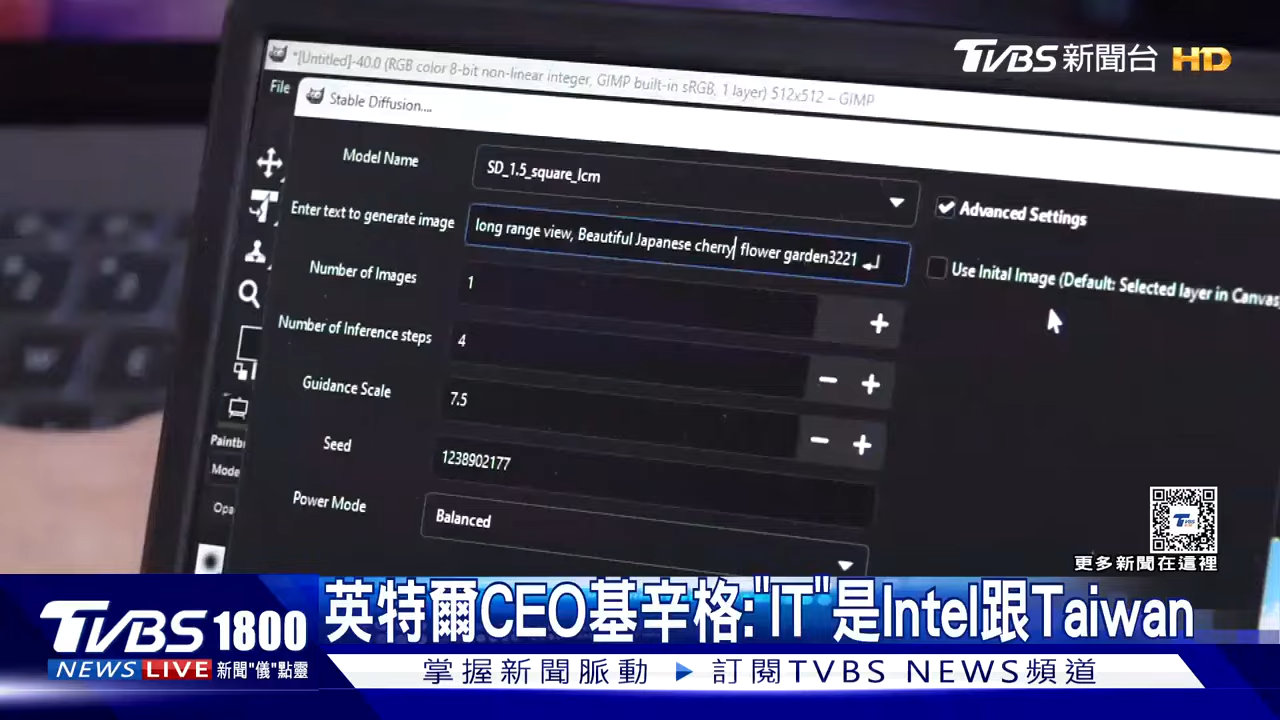 TVBS新聞台 HD
*[Untitled]-40.0 (RGB color 8-bit non-linear integer, GIMP built-in sRGB, 1 layer) 512x512 – GIMP
File
Stable Diffusion....
Model Name
SD_1.5_square_lcm
Advanced Settings
Enter text to generate image
long range view, Beautiful Japanese cherry flower garden3221
Use Inital Image (Default: Selected layer in Canvas
Number of Images
1
Number of Inference steps
4
Guidance Scale
7.5
Seed
1238902177
Power Mode
Balanced
Paintb
Mode
Opa
TVBS
更多新聞在這裡
英特爾CEO基辛格:"IT"是Intel跟Taiwan
TVBS 1800
NEWS LIVE 新聞"儀"點靈
掌握新聞脈動 ▶ 訂閱TVBS NEWS頻道